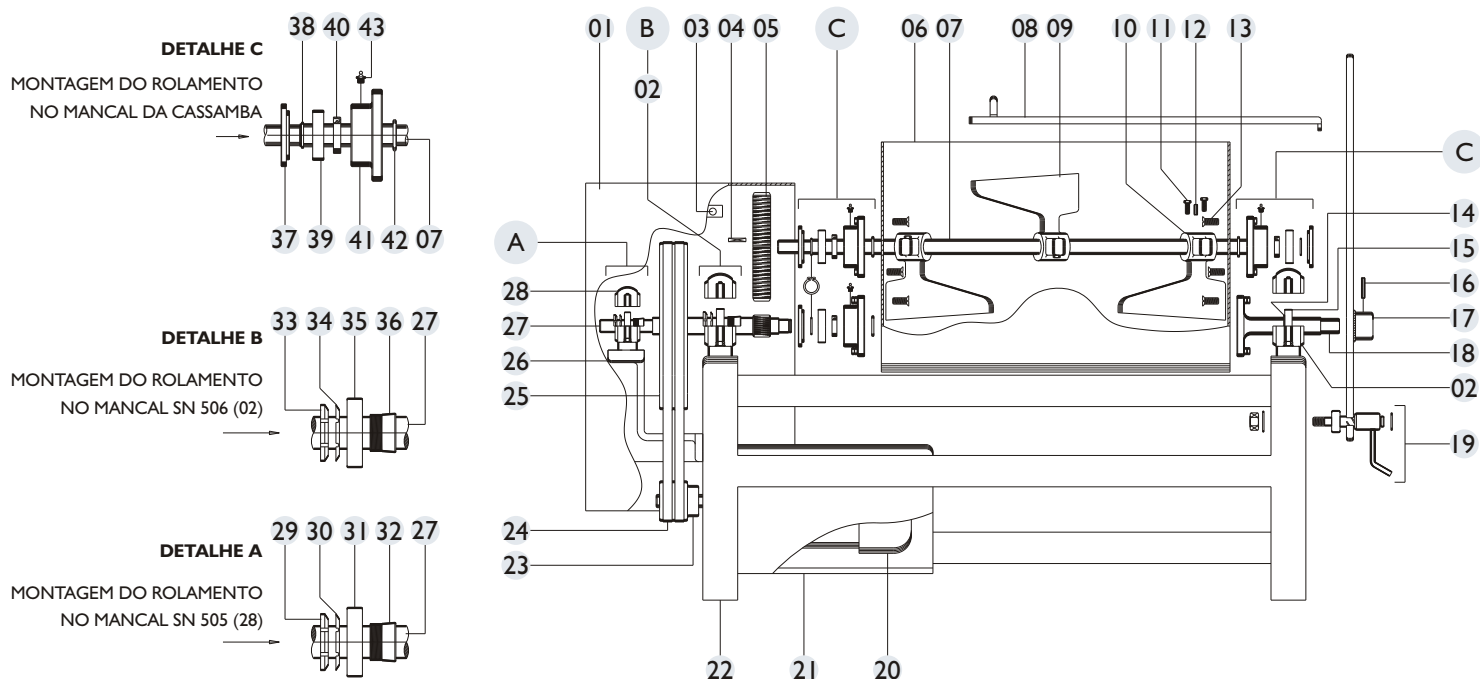 38 40 43
DETALHE C
MONTAGEM DO ROLAMENTO
NO MANCAL DA CASSAMBA
37 39 41 42 07
DETALHE B
33 34 35 36 27
MONTAGEM DO ROLAMENTO
NO MANCAL SN 506 (02)
DETALHE A
29 30 31 32 27
MONTAGEM DO ROLAMENTO
NO MANCAL SN 505 (28)
01 B 03 04 05 C 06 07 08 09 10 11 12 13
02
C
A
14
15
28
16
27
17
26
18
25
02
19
24
23
22 21 20